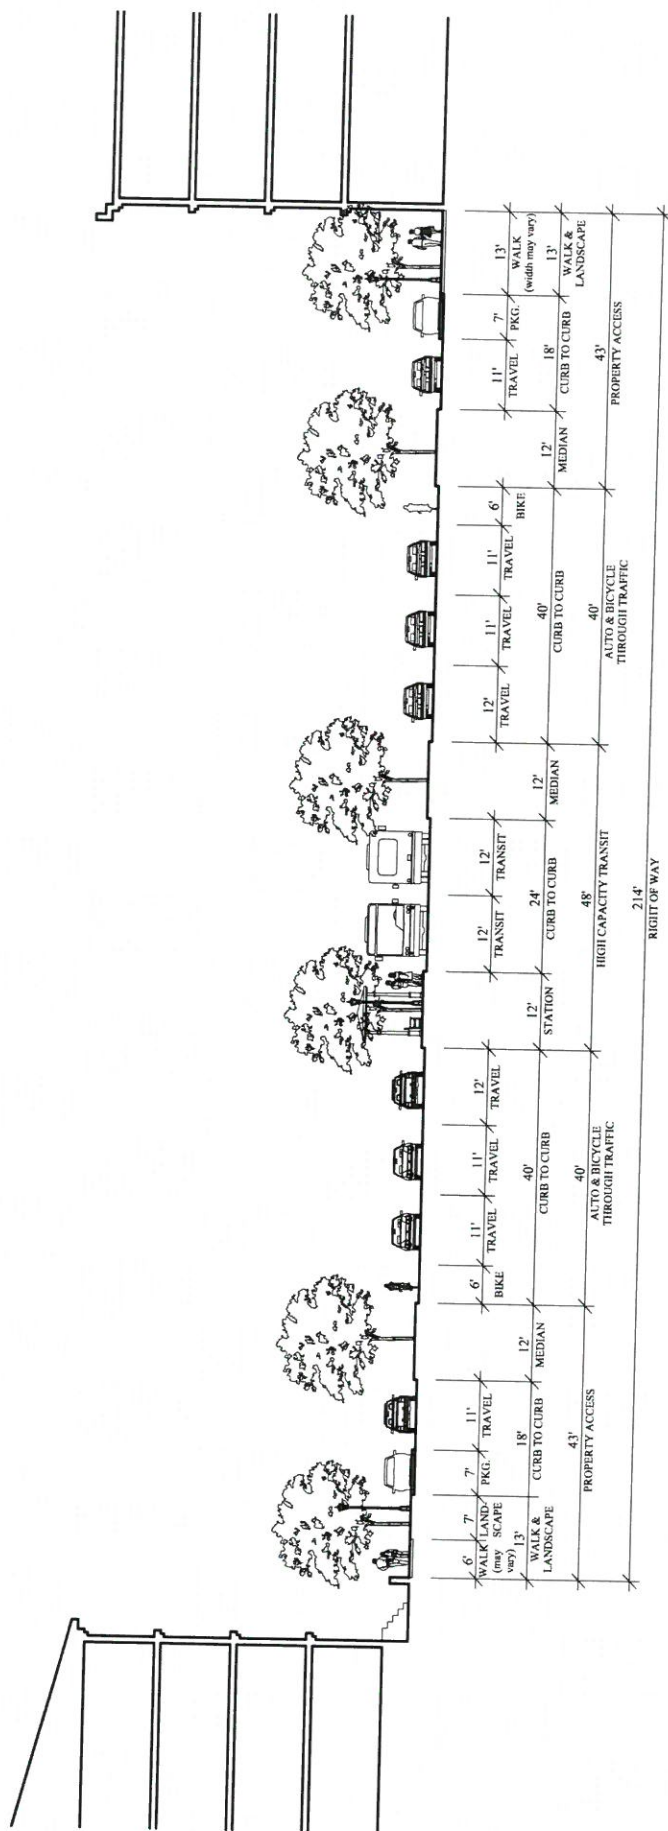 6' 7' 7' 11' 6' 11' 11' 12' 12' 12' 12' 11' 11' 6' 11' 7' 13'
WALK LAND- PKG. TRAVEL BIKE TRAVEL TRAVEL TRAVEL TRANSIT TRANSIT TRAVEL TRAVEL TRAVEL BIKE TRAVEL PKG. WALK
(may SCAPE (width may vary)
vary)
13' 18' 12' 40' 12' 24' 12' 40' 12' 18' 13'
WALK & CURB TO CURB MEDIAN CURB TO CURB STATION CURB TO CURB MEDIAN CURB TO CURB MEDIAN CURB TO CURB WALK &
LANDSCAPE LANDSCAPE
43' 40' 48' 40' 43'
PROPERTY ACCESS AUTO & BICYCLE HIGH CAPACITY TRANSIT AUTO & BICYCLE PROPERTY ACCESS
THROUGH TRAFFIC THROUGH TRAFFIC
214'
RIGHT OF WAY